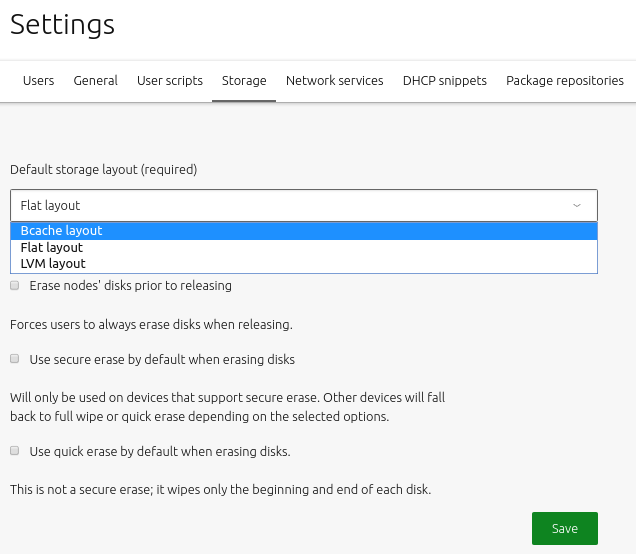 Settings
Users General User scripts Storage Network services DHCP snippets Package repositories
Default storage layout (required)
Flat layout
Bcache layout
Flat layout
LVM layout
Erase nodes' disks prior to releasing
Forces users to always erase disks when releasing.
Use secure erase by default when erasing disks
Will only be used on devices that support secure erase. Other devices will fall
back to full wipe or quick erase depending on the selected options.
Use quick erase by default when erasing disks.
This is not a secure erase; it wipes only the beginning and end of each disk.
Save